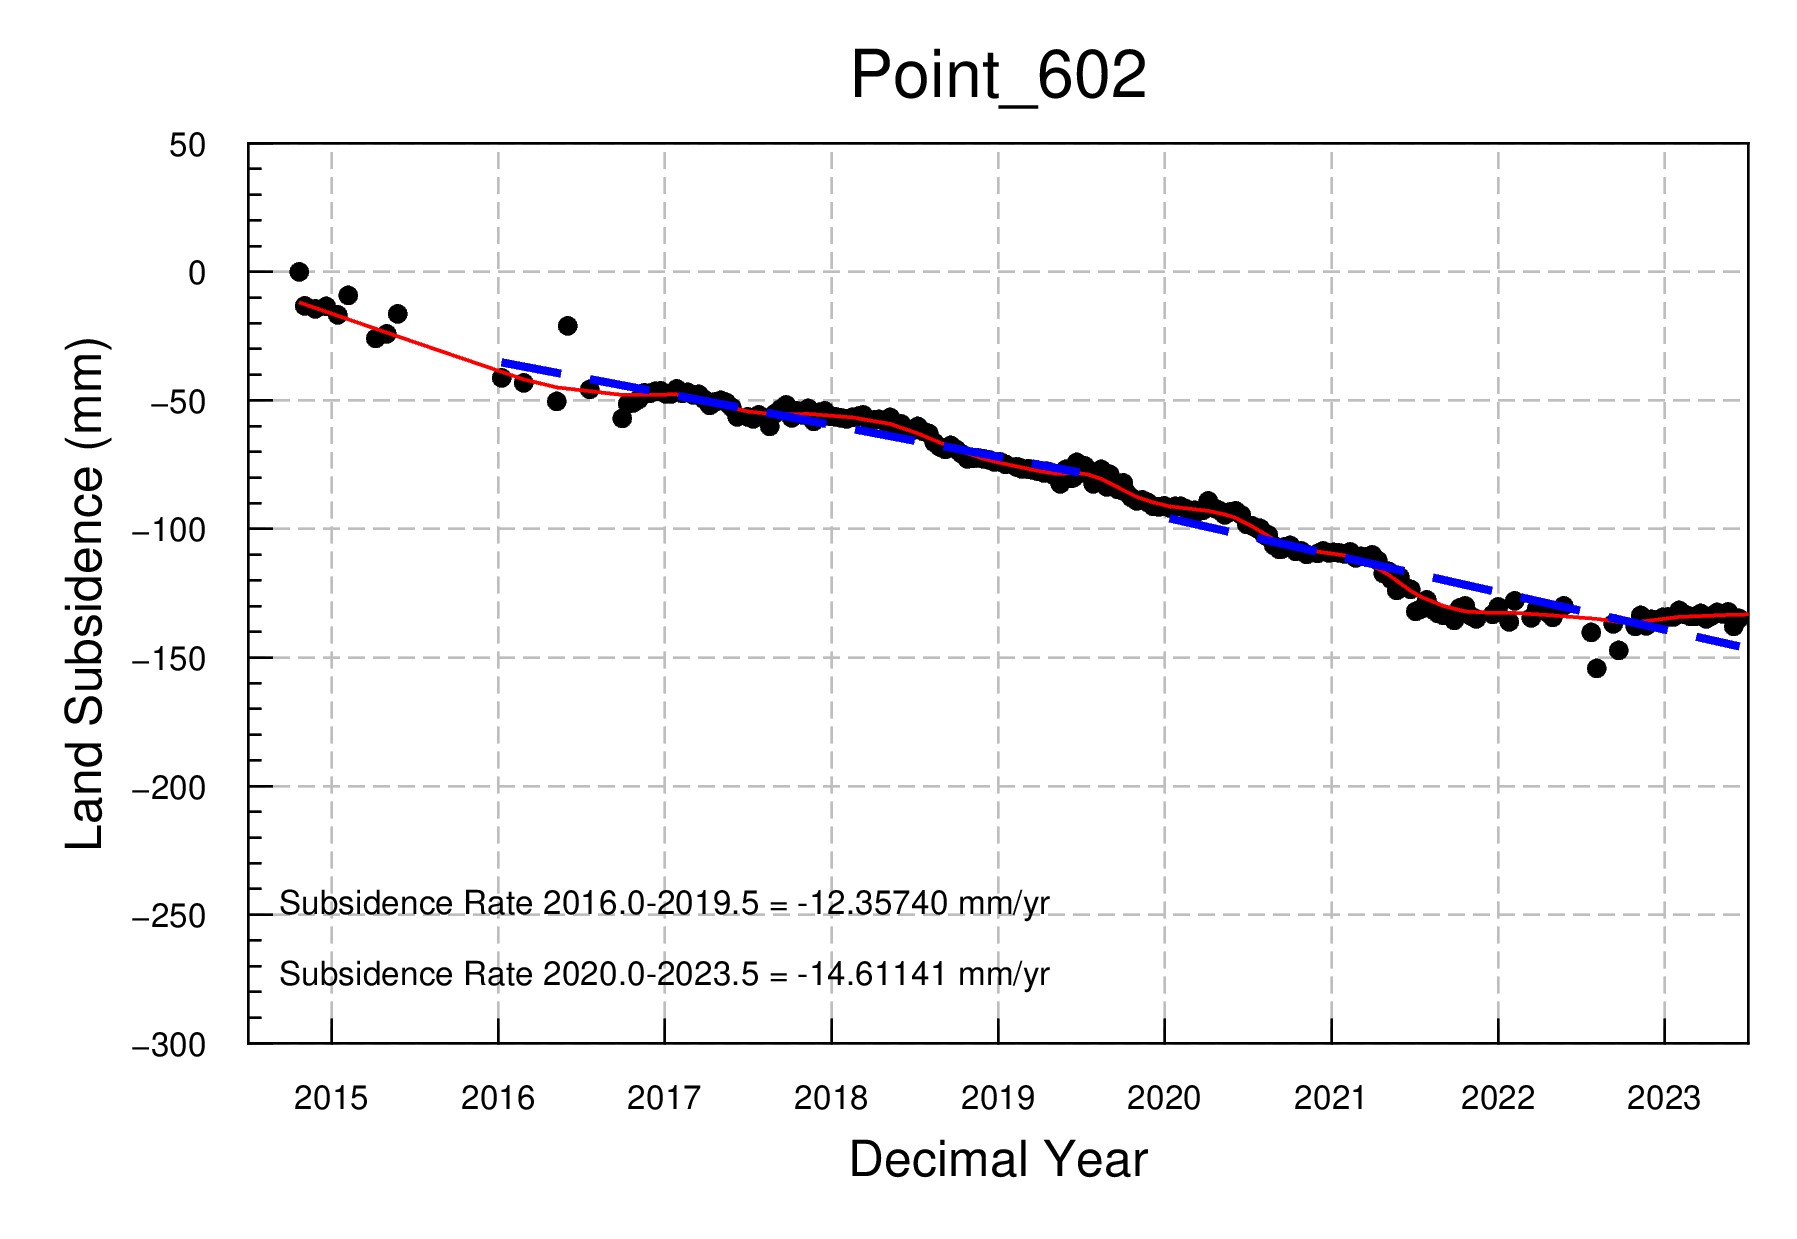 Point_602
50
0
−50
−100
−150
−200
−250
−300
Land Subsidence (mm)
Subsidence Rate 2016.0-2019.5 = -12.35740 mm/yr
Subsidence Rate 2020.0-2023.5 = -14.61141 mm/yr
2015 2016 2017 2018 2019 2020 2021 2022 2023
Decimal Year